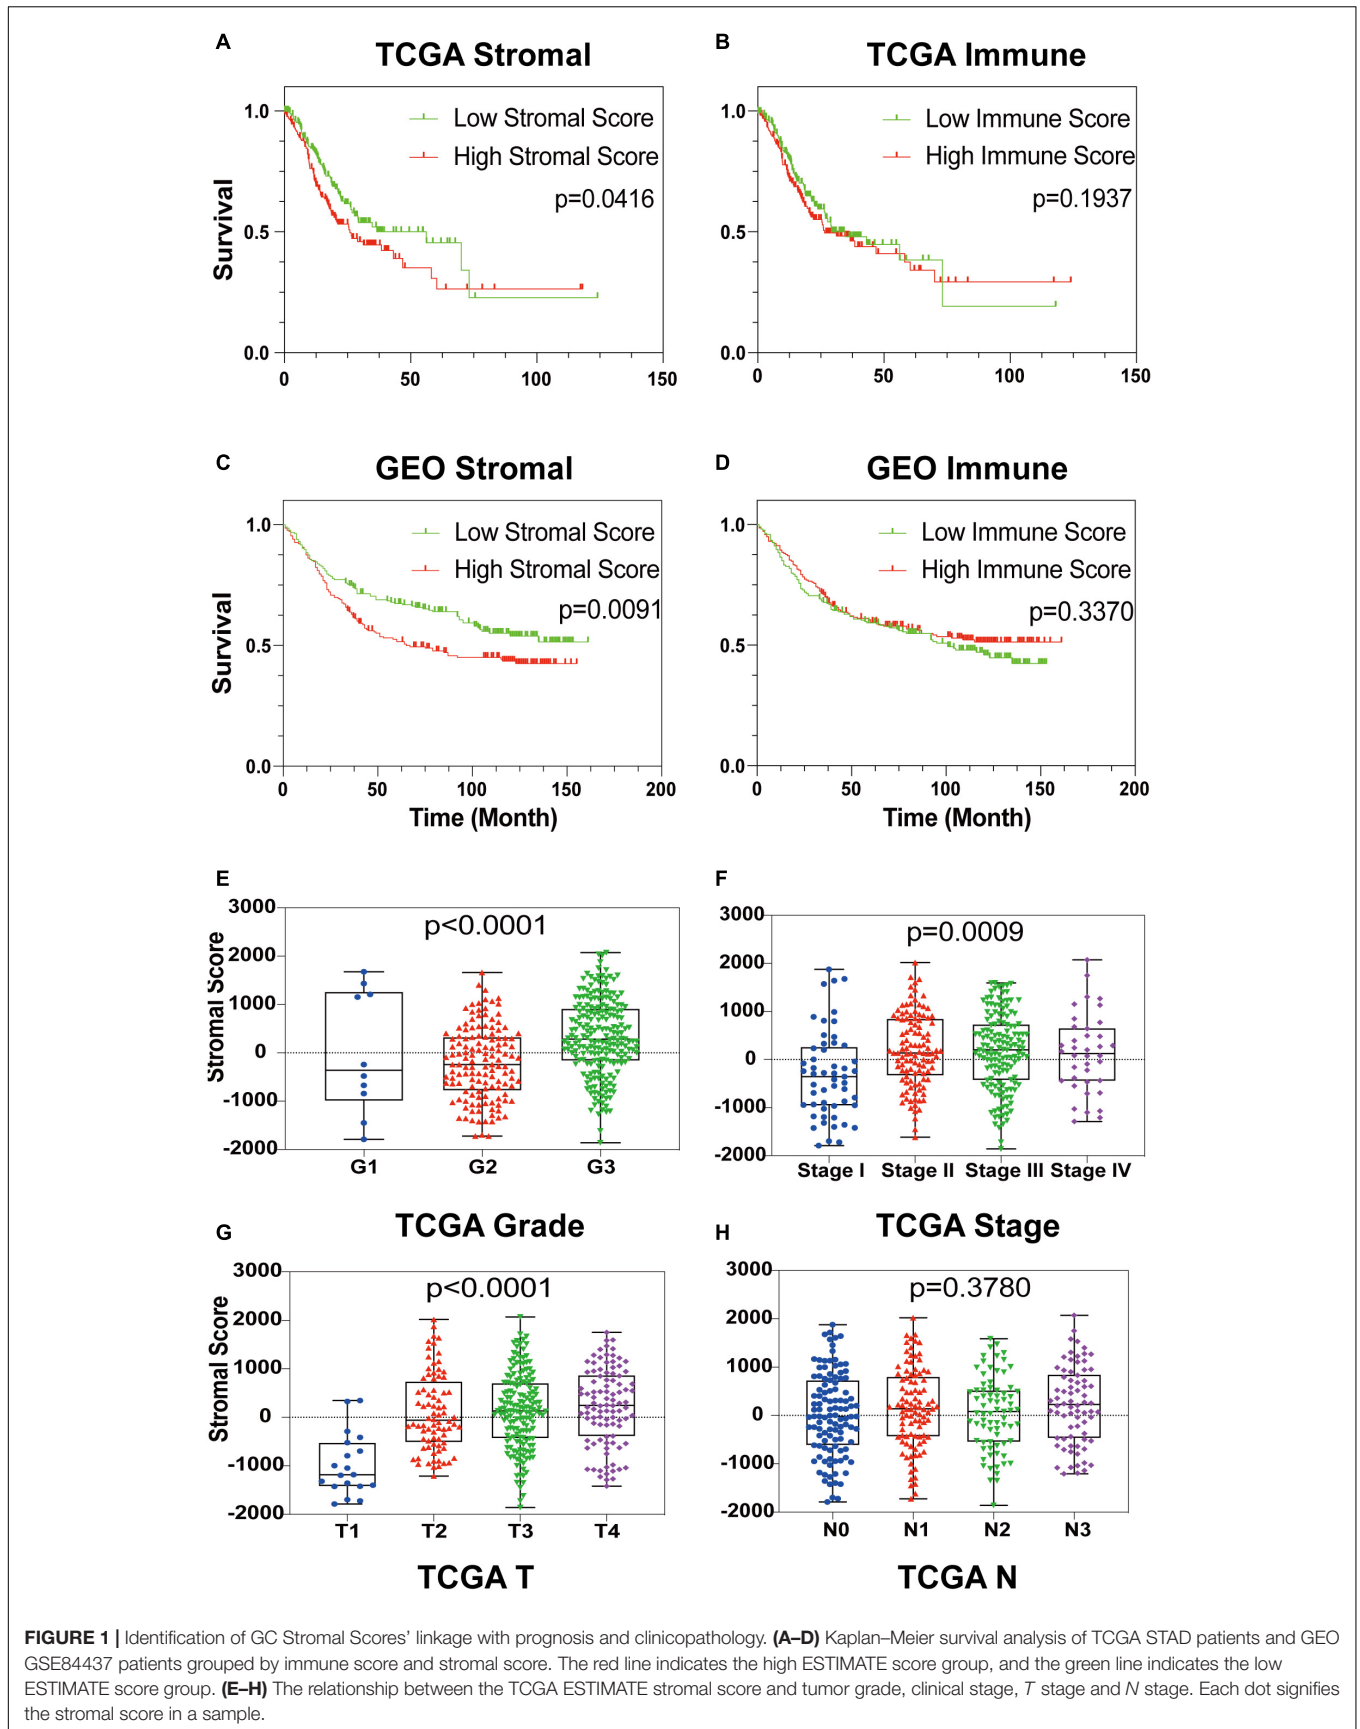 A
TCGA Stromal
1.0
0.5
0.0
Survival
Low Stromal Score
High Stromal Score
p=0.0416
0 50 100 150
B
TCGA Immune
1.0
0.5
0.0
Low Immune Score
High Immune Score
p=0.1937
0 50 100 150
C
GEO Stromal
1.0
0.5
0.0
Survival
Low Stromal Score
High Stromal Score
p=0.0091
0 50 100 150 200
Time (Month)
D
GEO Immune
1.0
0.5
0.0
Low Immune Score
High Immune Score
p=0.3370
0 50 100 150 200
Time (Month)
E
3000
2000
1000
0
-1000
-2000
Stromal Score
p<0.0001
G1 G2 G3
TCGA Grade
F
3000
2000
1000
0
-1000
-2000
p=0.0009
Stage I Stage II Stage III Stage IV
TCGA Stage
G
3000
2000
1000
0
-1000
-2000
Stromal Score
p<0.0001
T1 T2 T3 T4
TCGA T
H
3000
2000
1000
0
-1000
-2000
p=0.3780
N0 N1 N2 N3
TCGA N
FIGURE 1 | Identification of GC Stromal Scores' linkage with prognosis and clinicopathology. (A–D) Kaplan–Meier survival analysis of TCGA STAD patients and GEO
GSE84437 patients grouped by immune score and stromal score. The red line indicates the high ESTIMATE score group, and the green line indicates the low
ESTIMATE score group. (E–H) The relationship between the TCGA ESTIMATE stromal score and tumor grade, clinical stage, T stage and N stage. Each dot signifies
the stromal score in a sample.